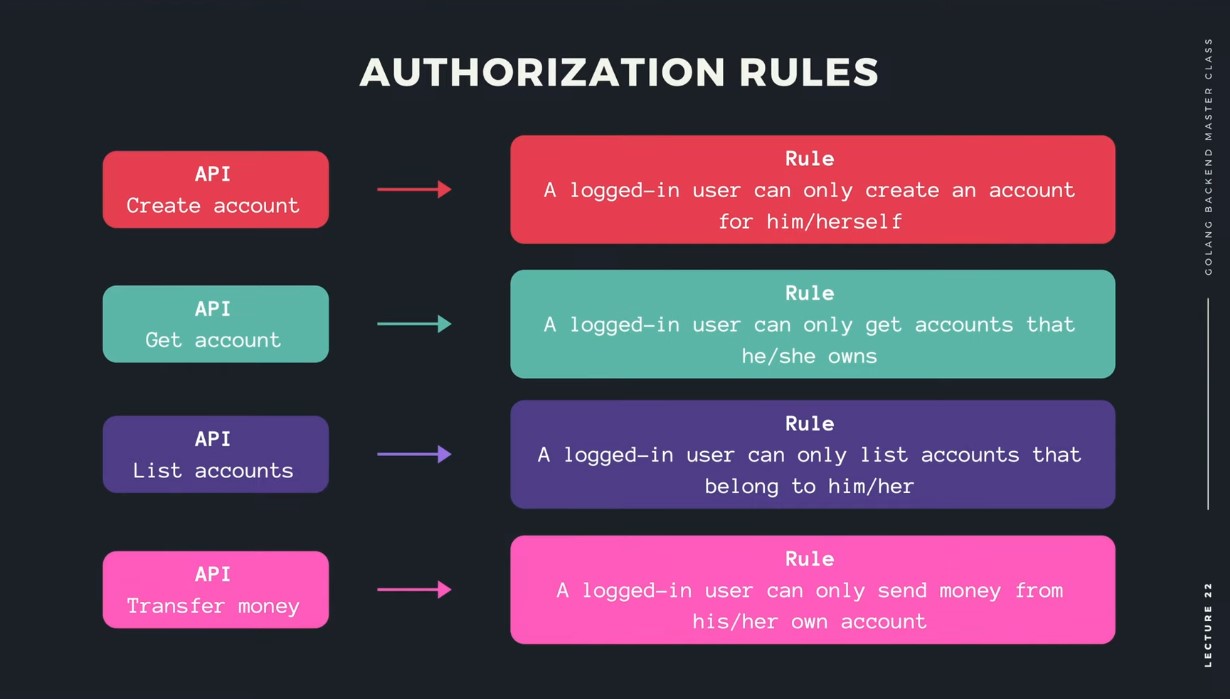 AUTHORIZATION RULES
API
Create account
Rule
A logged-in user can only create an account
for him/herself
API
Get account
Rule
A logged-in user can only get accounts that
he/she owns
API
List accounts
Rule
A logged-in user can only list accounts that
belong to him/her
API
Transfer money
Rule
A logged-in user can only send money from
his/her own account
GOLANG BACKEND MASTER CLASS
LECTURE 22